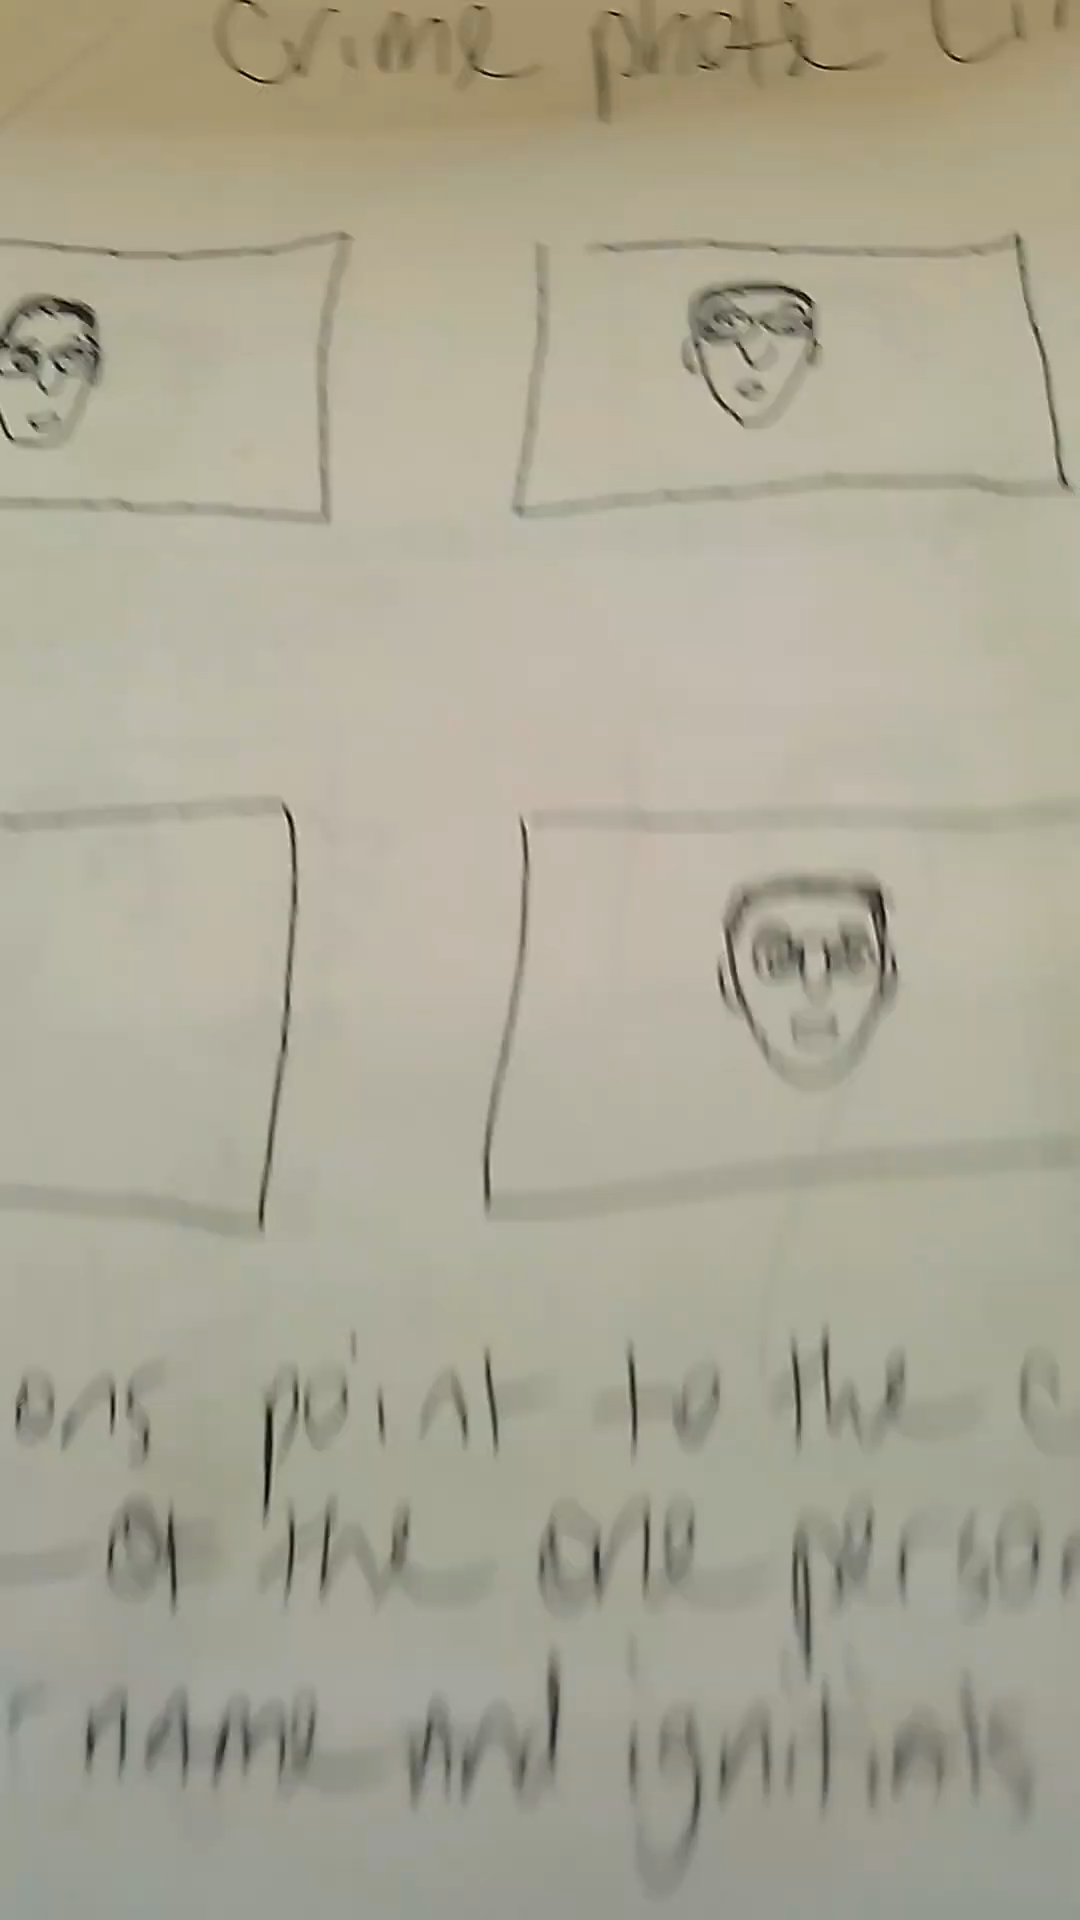 Crime photo
ons point to the
of the one person
name and ignitials